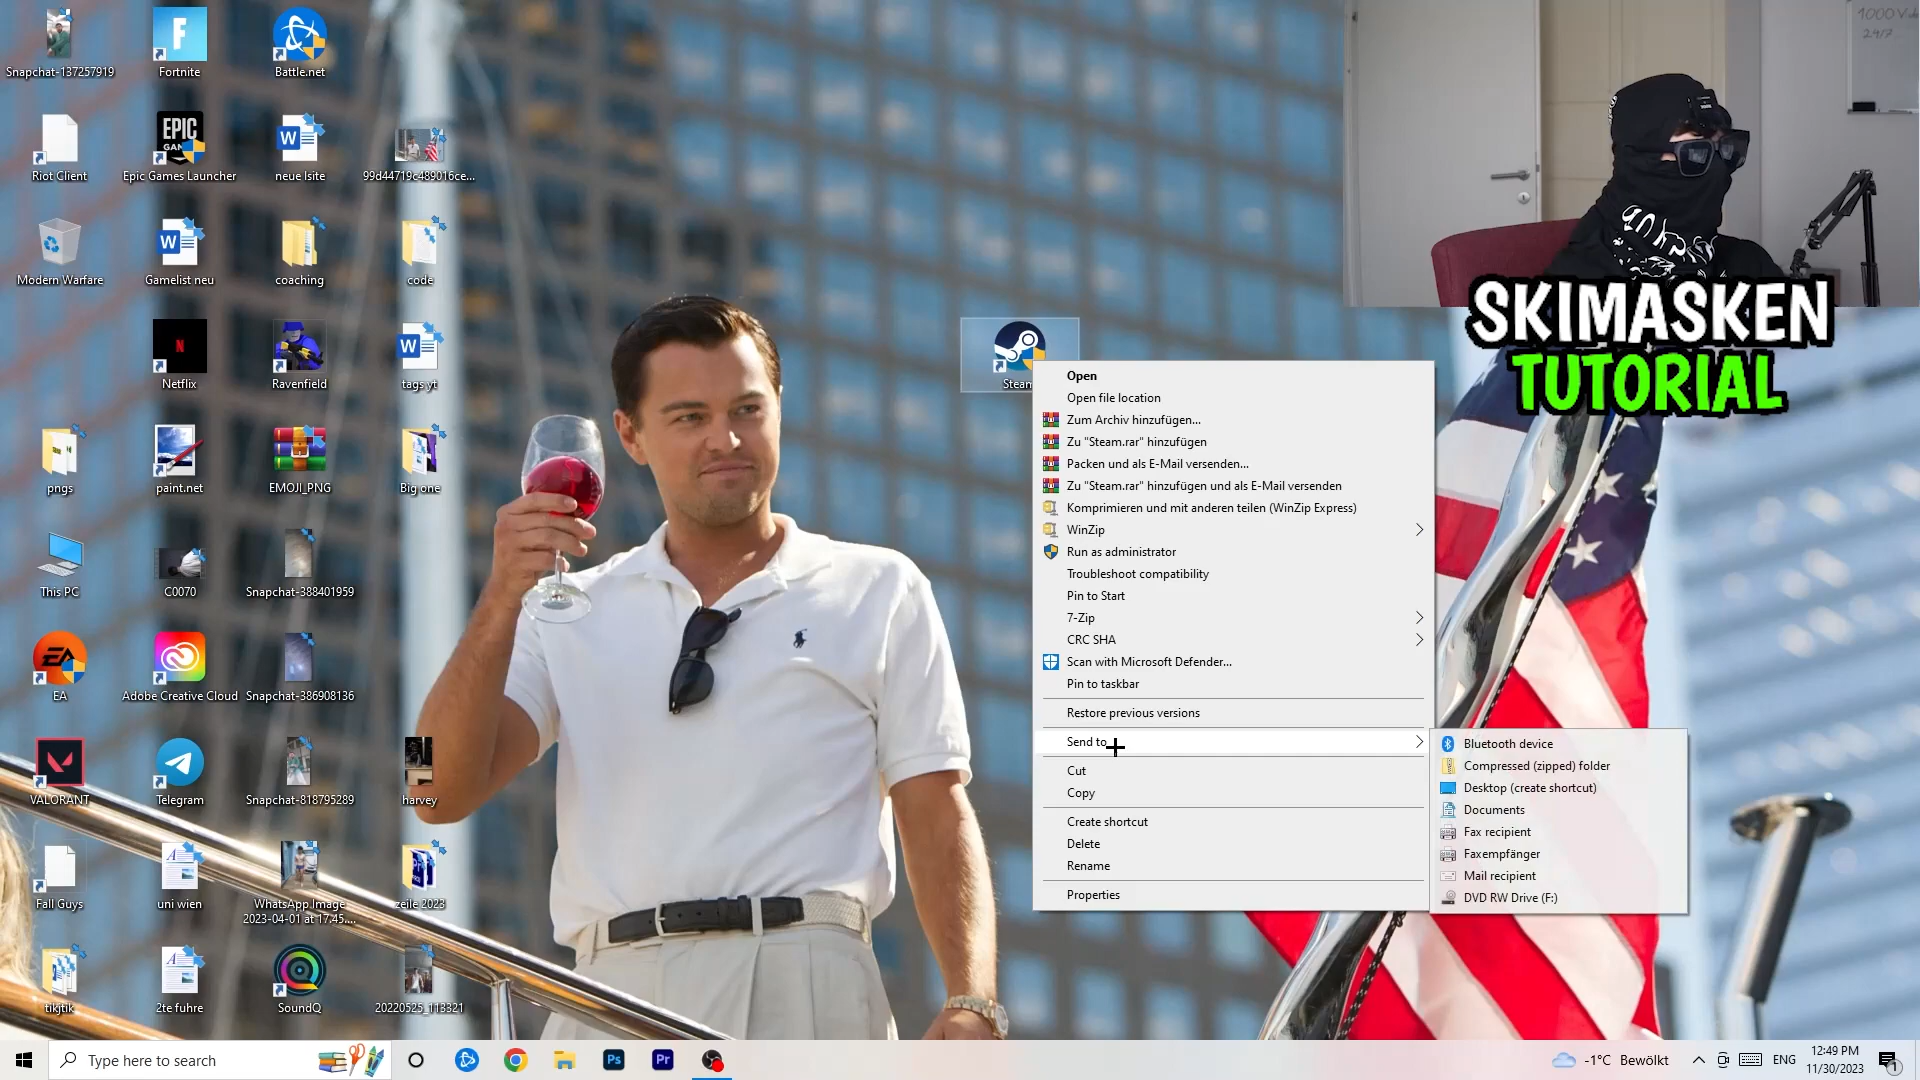 Snapchat-137257919
Fortnite
Battle.net
Riot Client
EPIC
Epic Games Launcher
neue lsite
99d44719c489016ce...
Modern Warfare
Gamelist neu
coaching
code
Netflix
Ravenfield
tags yt
pngs
paint.net
EMOJI_PNG
Big one
This PC
C0070
Snapchat-388401959
EA
Adobe Creative Cloud
Snapchat-386908136
VALORANT
Telegram
Snapchat-818795289
harvey
Fall Guys
uni wien
WhatsApp Image
2023-04-01 at 17.45....
zeile 2023
tikjtik
2te fuhre
SoundQ
20220525_113321
Steam
Open
Open file location
Zum Archiv hinzufügen...
Zu "Steam.rar" hinzufügen
Packen und als E-Mail versenden...
Zu "Steam.rar" hinzufügen und als E-Mail versenden
Komprimieren und mit anderen teilen (WinZip Express)
WinZip
Run as administrator
Troubleshoot compatibility
Pin to Start
7-Zip
CRC SHA
Scan with Microsoft Defender...
Pin to taskbar
Restore previous versions
Send to
Cut
Copy
Create shortcut
Delete
Rename
Properties
Bluetooth device
Compressed (zipped) folder
Desktop (create shortcut)
Documents
Fax recipient
Faxempfänger
Mail recipient
DVD RW Drive (F:)
1000
24/7
SKIMASKEN
TUTORIAL
Type here to search
Ps
Pr
-1°C Bewölkt
ENG
12:49 PM
11/30/2023
1